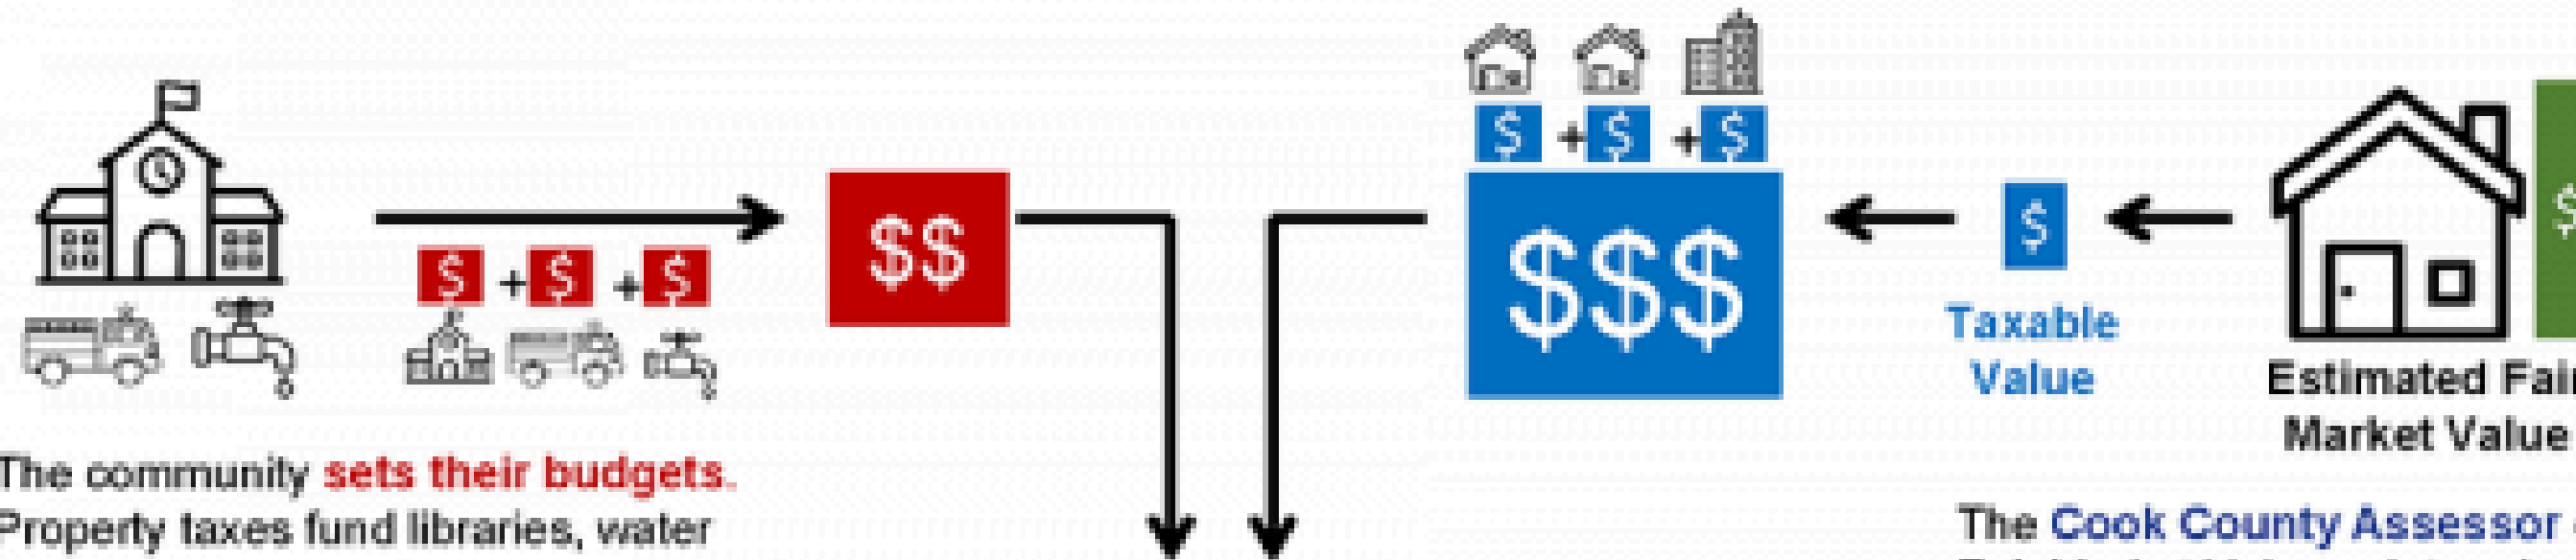 $ + $ + $
$$
$ + $ + $
$$$
$
$
Taxable
Value
Estimated Fair
Market Value
The community sets their budgets.
Property taxes fund libraries, water
The Cook County Assessor